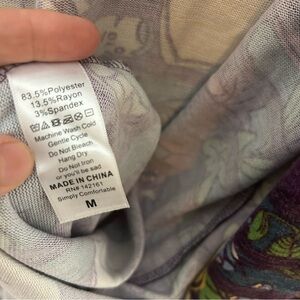 83.5%Polyester
13.5%Rayon
3%Spandex
Machine Wash Cold
Gentle Cycle
Do Not Bleach
Hang Dry
Do Not Iron
or you'll be sad
MADE IN CHINA
RN# 142161
Simply Comfortable
M